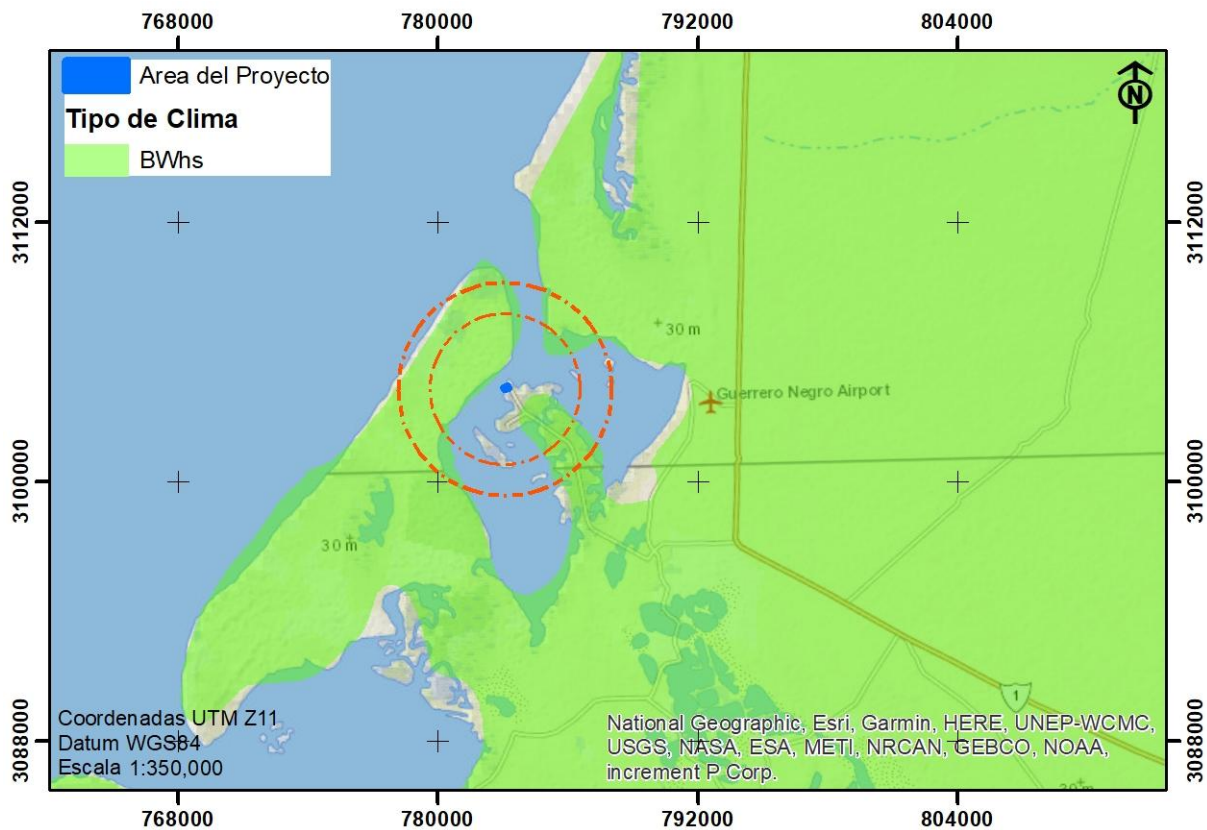 768000 780000 792000 804000
Area del Proyecto
Tipo de Clima
BWhs
N
3112000 3112000
30 m
Guerrero Negro Airport
3100000 3100000
30 m
1
Coordenadas UTM Z11
Datum WGS84
Escala 1:350,000
National Geographic, Esri, Garmin, HERE, UNEP-WCMC,
USGS, NASA, ESA, METI, NRCAN, GEBCO, NOAA,
increment P Corp.
3088000 3088000
30 m
768000 780000 792000 804000